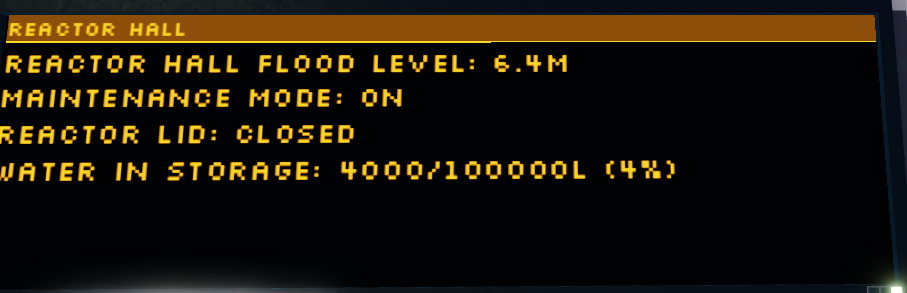 REACTOR HALL
REACTOR HALL FLOOD LEVEL: 6.4M
MAINTENANCE MODE: ON
REACTOR LID: CLOSED
WATER IN STORAGE: 4000/100000L (4%)